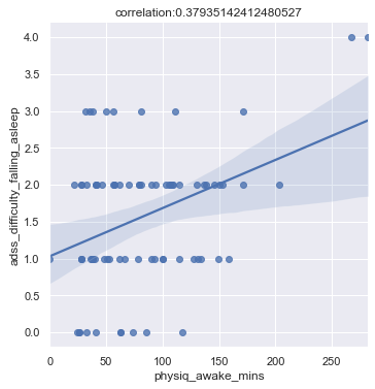 correlation:0.37935142412480527
4.0
3.5
3.0
2.5
2.0
1.5
1.0
0.5
0.0
adss_difficulty_falling_asleep
0 50 100 150 200 250
physiq_awake_mins